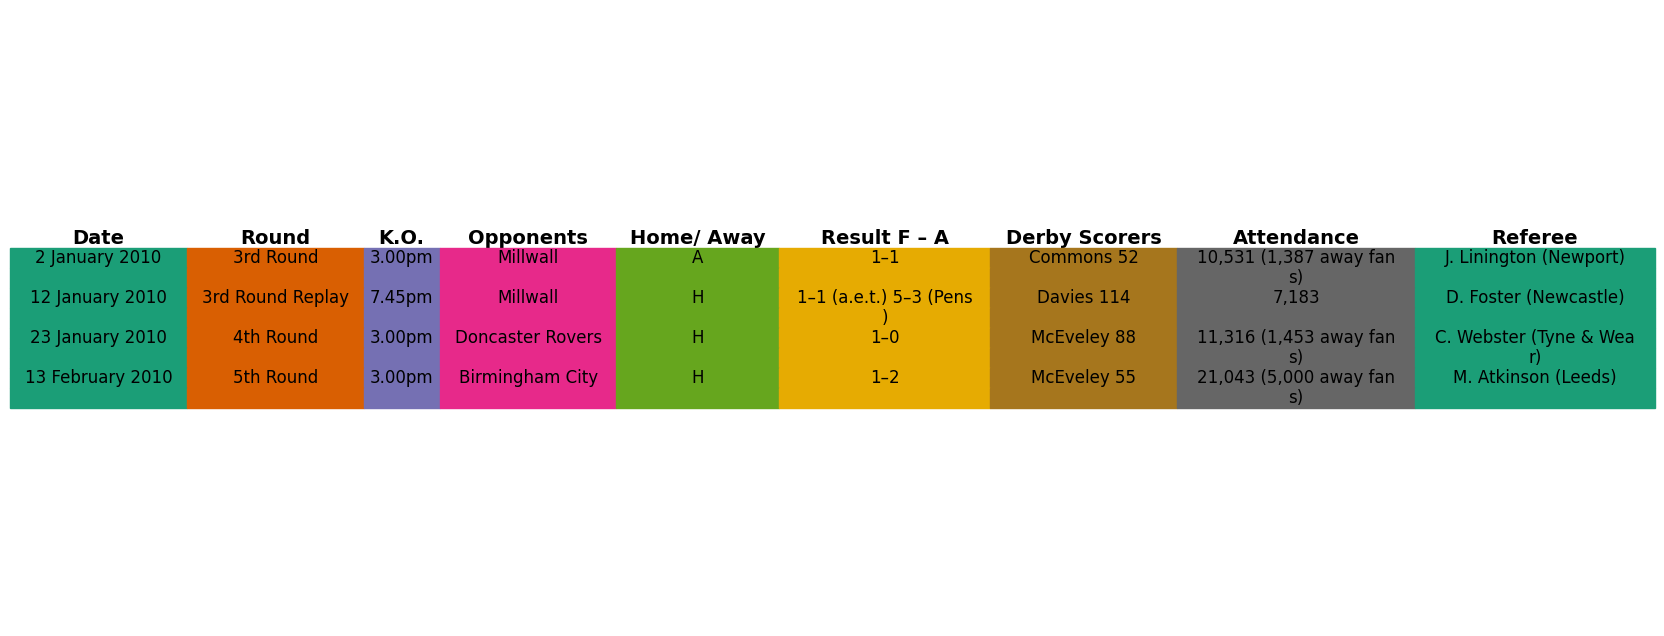 Date Round K.O. Opponents Home/ Away Result F – A Derby Scorers Attendance Referee
2 January 2010 3rd Round 3.00pm Millwall A 1–1 Commons 52 10,531 (1,387 away fan J. Linington (Newport)
s)
12 January 2010 3rd Round Replay 7.45pm Millwall H 1–1 (a.e.t.) 5–3 (Pens Davies 114 7,183 D. Foster (Newcastle)
)
23 January 2010 4th Round 3.00pm Doncaster Rovers H 1–0 McEveley 88 11,316 (1,453 away fan C. Webster (Tyne & Wea
s) r)
13 February 2010 5th Round 3.00pm Birmingham City H 1–2 McEveley 55 21,043 (5,000 away fan M. Atkinson (Leeds)
s)